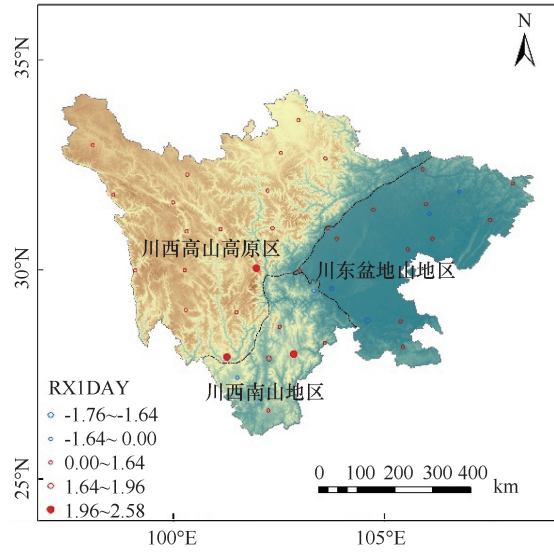 N
35°N
30°N
25°N
川西高山高原区
川东盆地山地区
川西南山地区
RX1DAY
-1.76~-1.64
-1.64~ 0.00
0.00~1.64
1.64~1.96
1.96~2.58
0 100 200 300 400
km
100°E
105°E